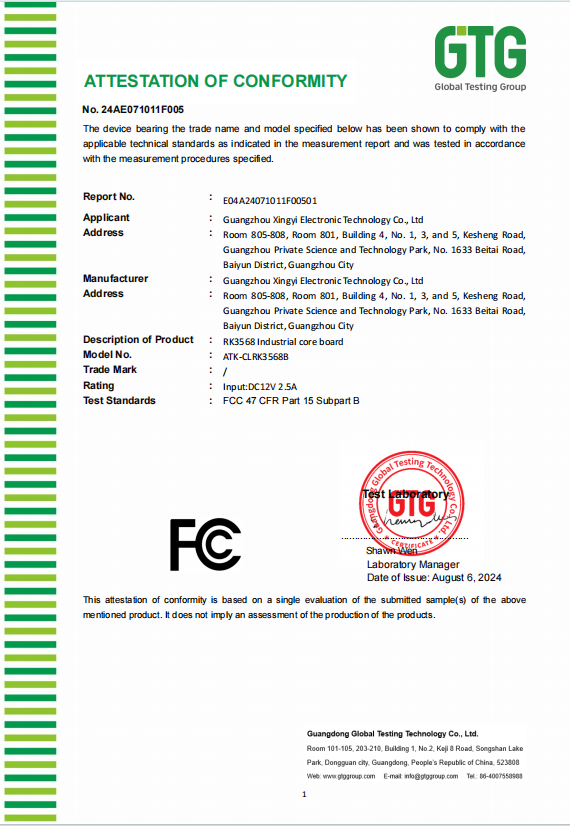 GTG
Global Testing Group
ATTESTATION OF CONFORMITY
No. 24AE071011F005
The device bearing the trade name and model specified below has been shown to comply with the
applicable technical standards as indicated in the measurement report and was tested in accordance
with the measurement procedures specified.
Report No. : E04A24071011F00501
Applicant : Guangzhou Xingyi Electronic Technology Co., Ltd
Address : Room 805-808, Room 801, Building 4, No. 1, 3, and 5, Kesheng Road,
Guangzhou Private Science and Technology Park, No. 1633 Beitai Road,
Baiyun District, Guangzhou City
Manufacturer : Guangzhou Xingyi Electronic Technology Co., Ltd
Address : Room 805-808, Room 801, Building 4, No. 1, 3, and 5, Kesheng Road,
Guangzhou Private Science and Technology Park, No. 1633 Beitai Road,
Baiyun District, Guangzhou City
Description of Product : RK3568 Industrial core board
Model No. : ATK-CLRK3568B
Trade Mark : /
Rating : Input:DC12V 2.5A
Test Standards : FCC 47 CFR Part 15 Subpart B
Guangdong Global Testing Technology Co., Ltd.
Test Laboratory
GTG
CERTIFICATE
FC
Shawn Wen
Laboratory Manager
Date of Issue: August 6, 2024
This attestation of conformity is based on a single evaluation of the submitted sample(s) of the above
mentioned product. It does not imply an assessment of the production of the products.
Guangdong Global Testing Technology Co., Ltd.
Room 101-105, 203-210, Building 1, No.2, Keji 8 Road, Songshan Lake
Park, Dongguan city, Guangdong, People's Republic of China, 523808
Web: www.gtggroup.com E-mail: info@gtggroup.com Tel.: 86-4007558988
1